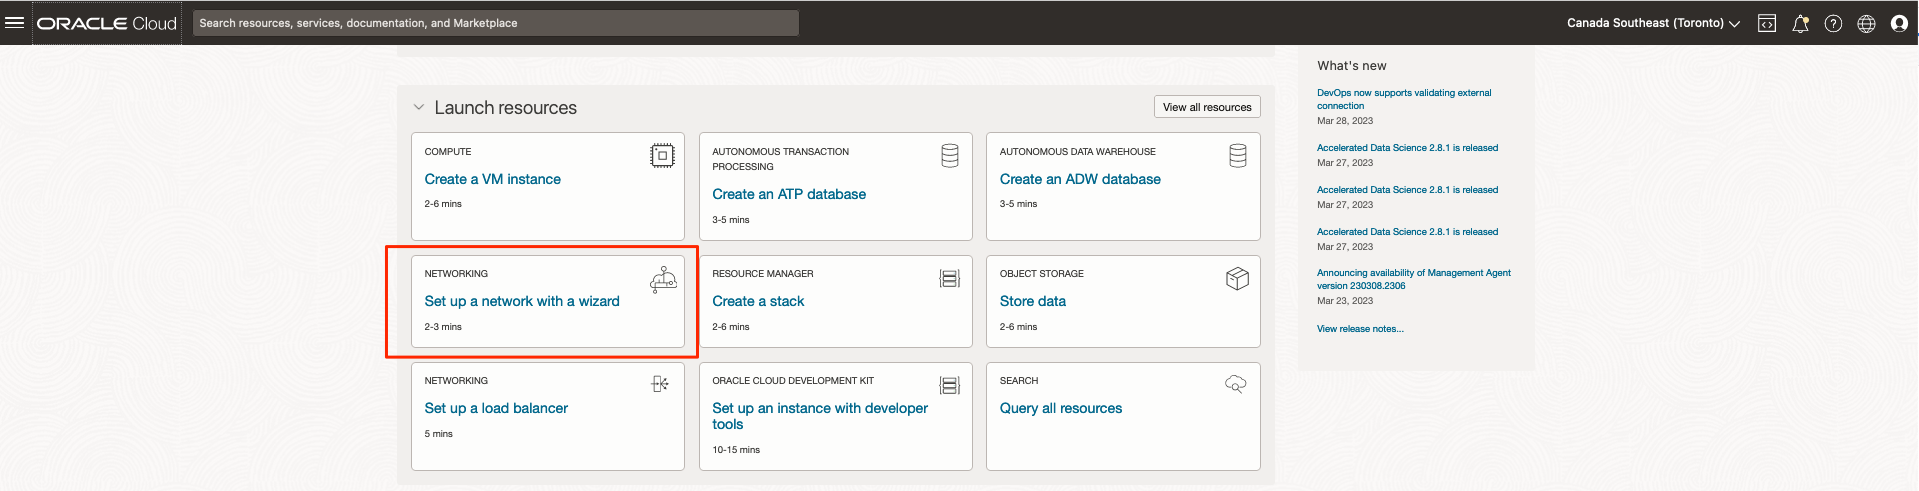 ORACLE Cloud
Search resources, services, documentation, and Marketplace
Canada Southeast (Toronto)
Launch resources
View all resources
COMPUTE
Create a VM instance
2-6 mins
AUTONOMOUS TRANSACTION
PROCESSING
Create an ATP database
3-5 mins
AUTONOMOUS DATA WAREHOUSE
Create an ADW database
3-5 mins
NETWORKING
Set up a network with a wizard
2-3 mins
RESOURCE MANAGER
Create a stack
2-6 mins
OBJECT STORAGE
Store data
2-6 mins
NETWORKING
Set up a load balancer
5 mins
ORACLE CLOUD DEVELOPMENT KIT
Set up an instance with developer
tools
10-15 mins
SEARCH
Query all resources
What's new
DevOps now supports validating external
connection
Mar 28, 2023
Accelerated Data Science 2.8.1 is released
Mar 27, 2023
Accelerated Data Science 2.8.1 is released
Mar 27, 2023
Accelerated Data Science 2.8.1 is released
Mar 27, 2023
Announcing availability of Management Agent
version 230308.2306
Mar 23, 2023
View release notes...